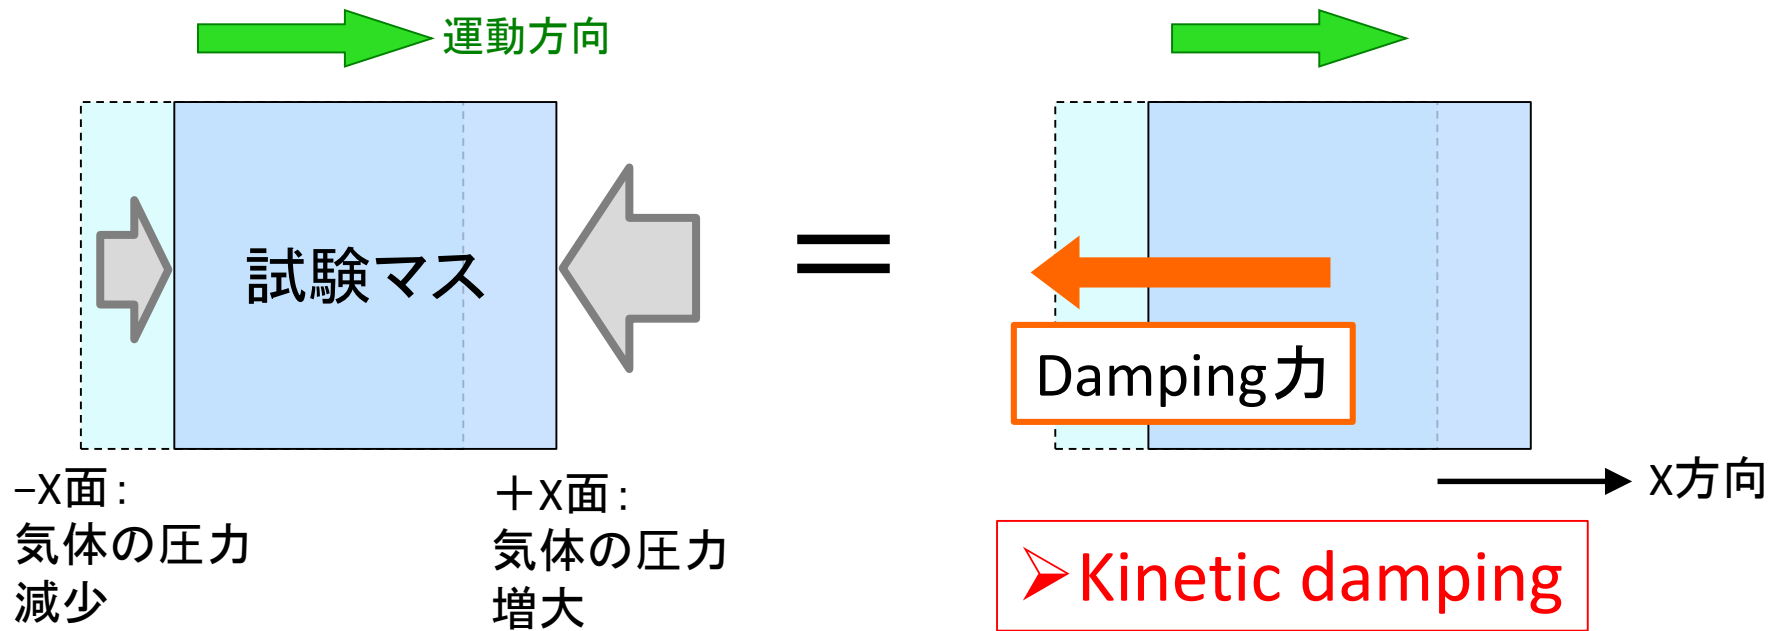 運動方向
試験マス
=
Damping力
-X面:
気体の圧力
減少
+X面:
気体の圧力
増大
X方向
➢Kinetic damping